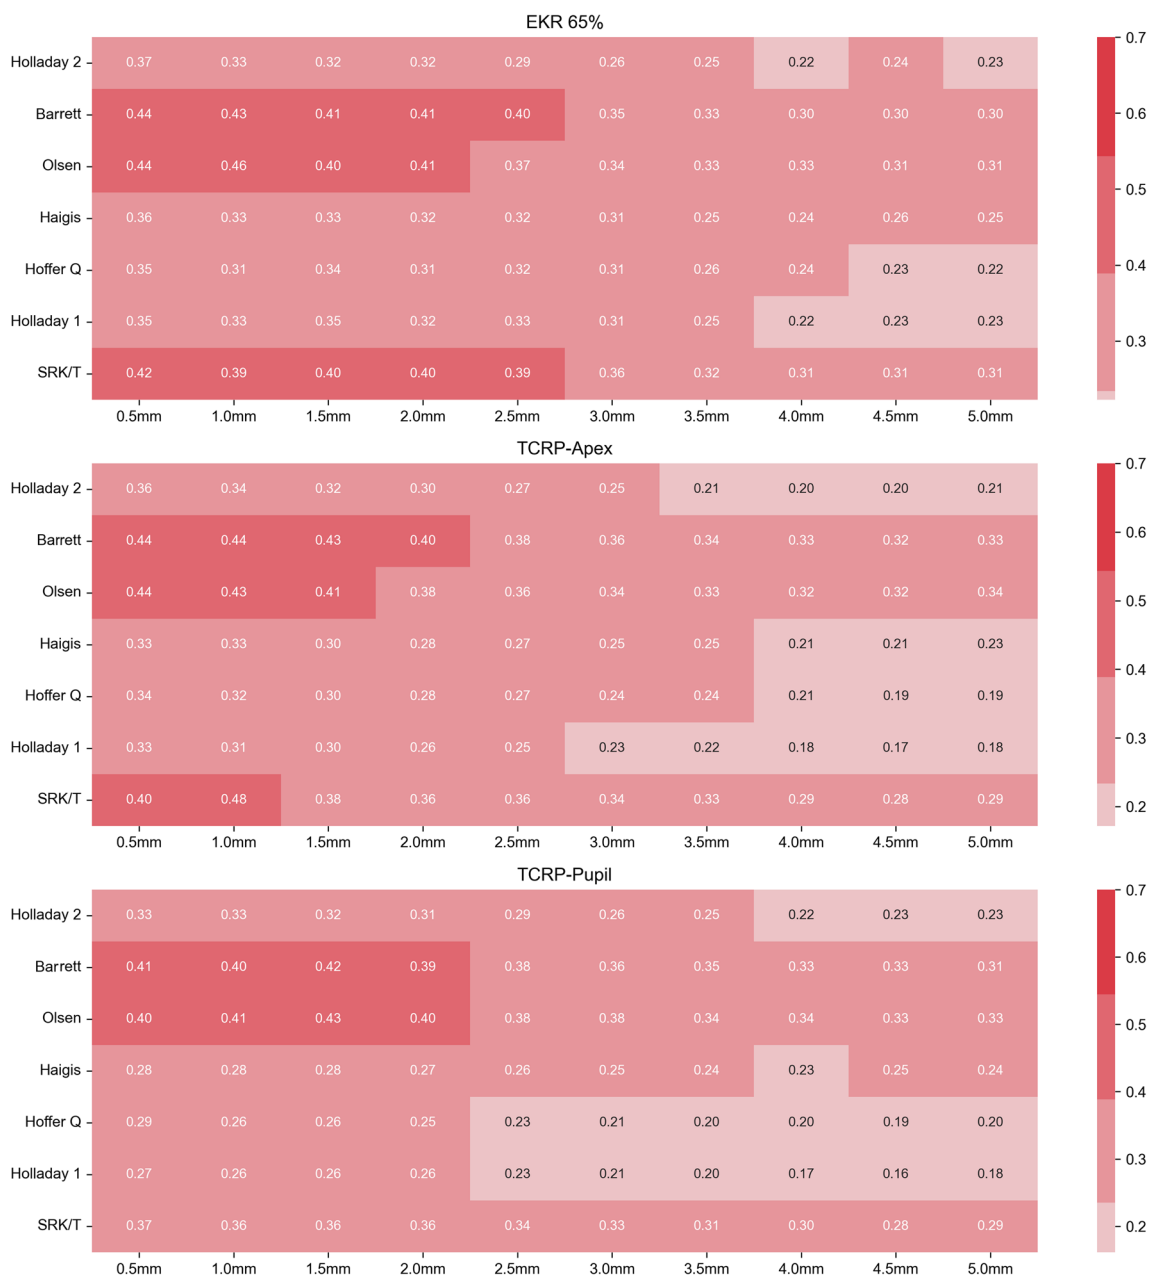 EKR 65%
Holladay 2 0.37 0.33 0.32 0.32 0.29 0.26 0.25 0.22 0.24 0.23
Barrett 0.44 0.43 0.41 0.41 0.40 0.35 0.33 0.30 0.30 0.30
Olsen 0.44 0.46 0.40 0.41 0.37 0.34 0.33 0.33 0.31 0.31
Haigis 0.36 0.33 0.33 0.32 0.32 0.31 0.25 0.24 0.26 0.25
Hoffer Q 0.35 0.31 0.34 0.31 0.32 0.31 0.26 0.24 0.23 0.22
Holladay 1 0.35 0.33 0.35 0.32 0.33 0.31 0.25 0.22 0.23 0.23
SRK/T 0.42 0.39 0.40 0.40 0.39 0.36 0.32 0.31 0.31 0.31
0.5mm 1.0mm 1.5mm 2.0mm 2.5mm 3.0mm 3.5mm 4.0mm 4.5mm 5.0mm
0.7
0.6
0.5
0.4
0.3
TCRP-Apex
Holladay 2 0.36 0.34 0.32 0.30 0.27 0.25 0.21 0.20 0.20 0.21
Barrett 0.44 0.44 0.43 0.40 0.38 0.36 0.34 0.33 0.32 0.33
Olsen 0.44 0.43 0.41 0.38 0.36 0.34 0.33 0.32 0.32 0.34
Haigis 0.33 0.33 0.30 0.28 0.27 0.25 0.25 0.21 0.21 0.23
Hoffer Q 0.34 0.32 0.30 0.28 0.27 0.24 0.24 0.21 0.19 0.19
Holladay 1 0.33 0.31 0.30 0.26 0.25 0.23 0.22 0.18 0.17 0.18
SRK/T 0.40 0.48 0.38 0.36 0.36 0.34 0.33 0.29 0.28 0.29
0.5mm 1.0mm 1.5mm 2.0mm 2.5mm 3.0mm 3.5mm 4.0mm 4.5mm 5.0mm
0.7
0.6
0.5
0.4
0.3
0.2
TCRP-Pupil
Holladay 2 0.33 0.33 0.32 0.31 0.29 0.26 0.25 0.22 0.23 0.23
Barrett 0.41 0.40 0.42 0.39 0.38 0.36 0.35 0.33 0.33 0.31
Olsen 0.40 0.41 0.43 0.40 0.38 0.38 0.34 0.34 0.33 0.33
Haigis 0.28 0.28 0.28 0.27 0.26 0.25 0.24 0.23 0.25 0.24
Hoffer Q 0.29 0.26 0.26 0.25 0.23 0.21 0.20 0.20 0.19 0.20
Holladay 1 0.27 0.26 0.26 0.26 0.23 0.21 0.20 0.17 0.16 0.18
SRK/T 0.37 0.36 0.36 0.36 0.34 0.33 0.31 0.30 0.28 0.29
0.5mm 1.0mm 1.5mm 2.0mm 2.5mm 3.0mm 3.5mm 4.0mm 4.5mm 5.0mm
0.7
0.6
0.5
0.4
0.3
0.2